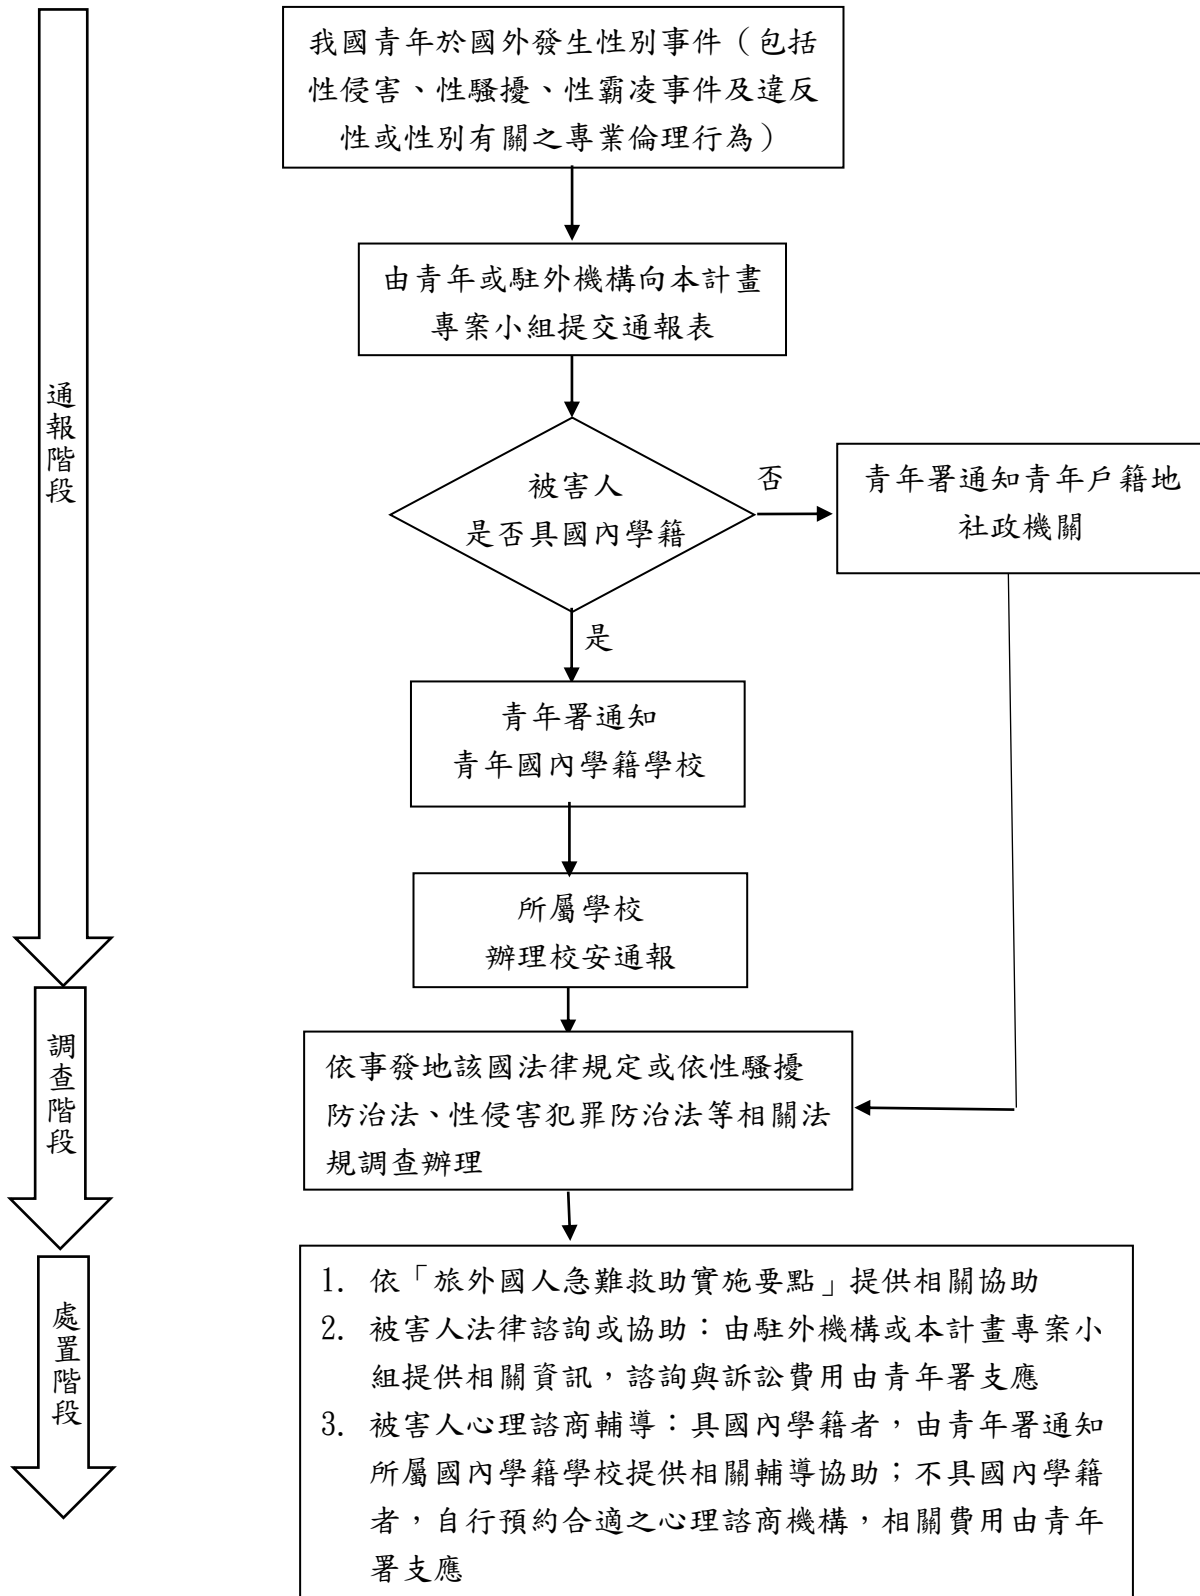 我國青年於國外發生性別事件（包括
性侵害、性騷擾、性霸凌事件及違反
性或性別有關之專業倫理行為）
由青年或駐外機構向本計畫
專案小組提交通報表
通報階段
被害人
是否具國內學籍
否
青年署通知青年戶籍地
社政機關
是
青年署通知
青年國內學籍學校
所屬學校
辦理校安通報
調查階段
依事發地該國法律規定或依性騷擾
防治法、性侵害犯罪防治法等相關法
規調查辦理
處置階段
1. 依「旅外國人急難救助實施要點」提供相關協助
2. 被害人法律諮詢或協助：由駐外機構或本計畫專案小
組提供相關資訊，諮詢與訴訟費用由青年署支應
3. 被害人心理諮商輔導：具國內學籍者，由青年署通知
所屬國內學籍學校提供相關輔導協助；不具國內學籍
者，自行預約合適之心理諮商機構，相關費用由青年
署支應